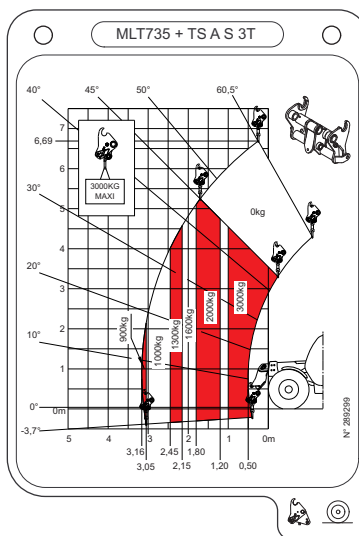 MLT735 + TS A S 3T
40°
45°
50°
60,5°
7
6,69
6
3000KG
MAXI
30°
5
0kg
4
20°
3
3000kg
2000kg
1600kg
1300kg
1000kg
900kg
2
10°
1
0°
0m
-3,7°
5
4
3
2
1
0m
3,16
3,05
2,45
2,15
1,80
1,20
0,50
N° 289299